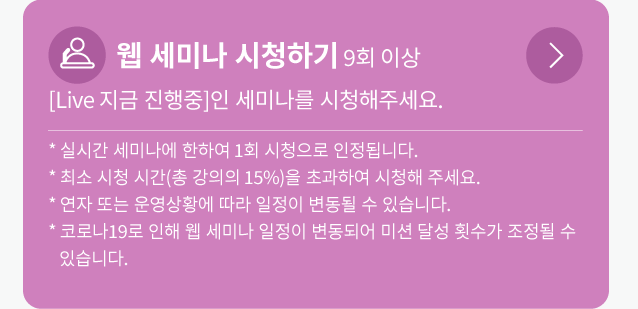 웹 세미나 시청하기 9회 이상
[Live 지금 진행중]인 세미나를 시청해주세요.
* 실시간 세미나에 한하여 1회 시청으로 인정됩니다.
* 최소 시청 시간(총 강의의 15%)을 초과하여 시청해 주세요.
* 연자 또는 운영상황에 따라 일정이 변동될 수 있습니다.
* 코로나19로 인해 웹 세미나 일정이 변동되어 미션 달성 횟수가 조정될 수
있습니다.